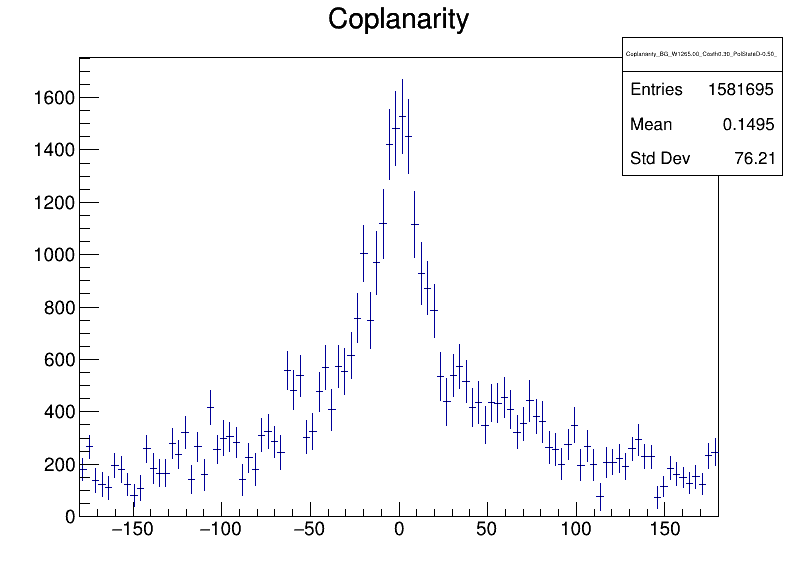 Coplanarity
Coplanarity_BG_W1265.00_Costh0.30_PolStateD-0.50_
Entries 1581695
Mean 0.1495
Std Dev 76.21
1600
1400
1200
1000
800
600
400
200
0
−150 −100 −50 0 50 100 150